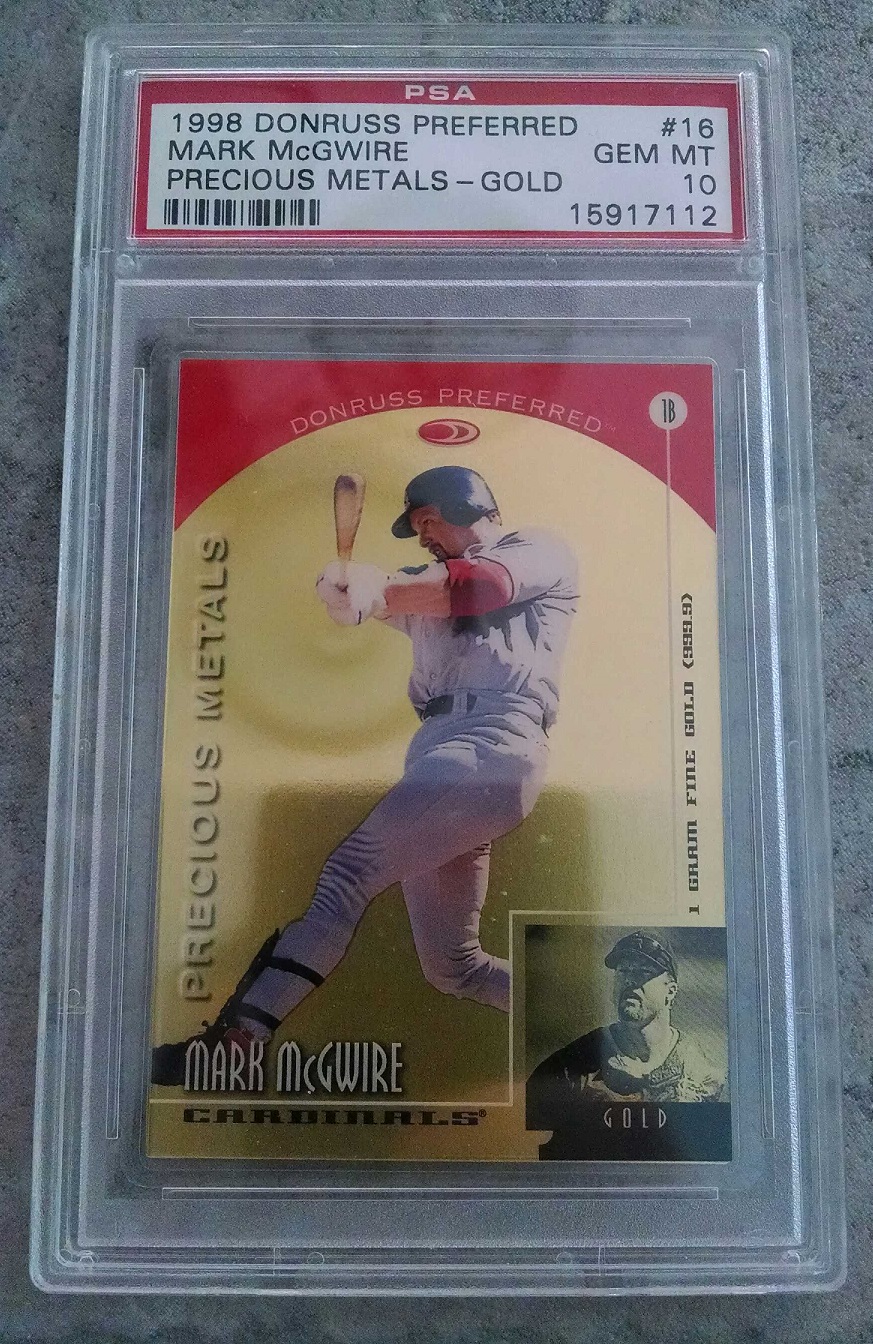 PSA
1998 DONRUSS PREFERRED #16
MARK McGWIRE GEM MT
PRECIOUS METALS – GOLD 10
15917112
DONRUSS PREFERRED™
1B
PRECIOUS METALS
1 GRAM FINE GOLD (999.9)
MARK McGWIRE
CARDINALS®
GOLD